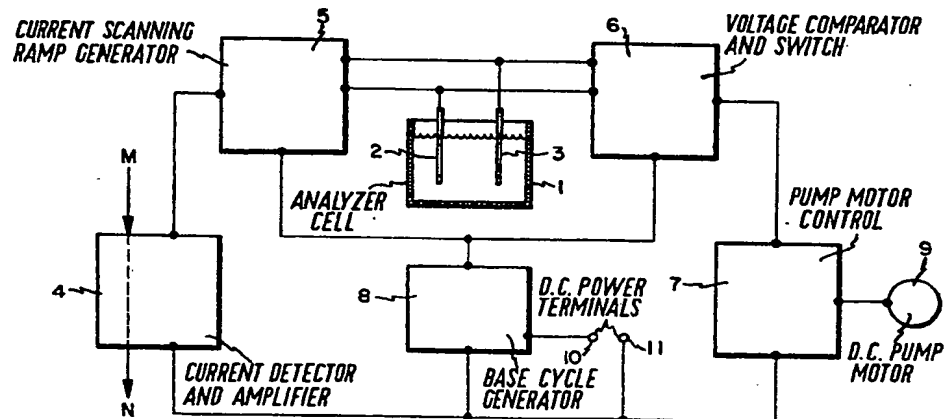 CURRENT SCANNING
RAMP GENERATOR
5
6
VOLTAGE COMPARATOR
AND SWITCH
2
3
1
ANALYZER
CELL
M
4
N
CURRENT DETECTOR
AND AMPLIFIER
8
D.C. POWER
TERMINALS
10
11
BASE CYCLE
GENERATOR
PUMP MOTOR
CONTROL
7
9
D.C. PUMP
MOTOR